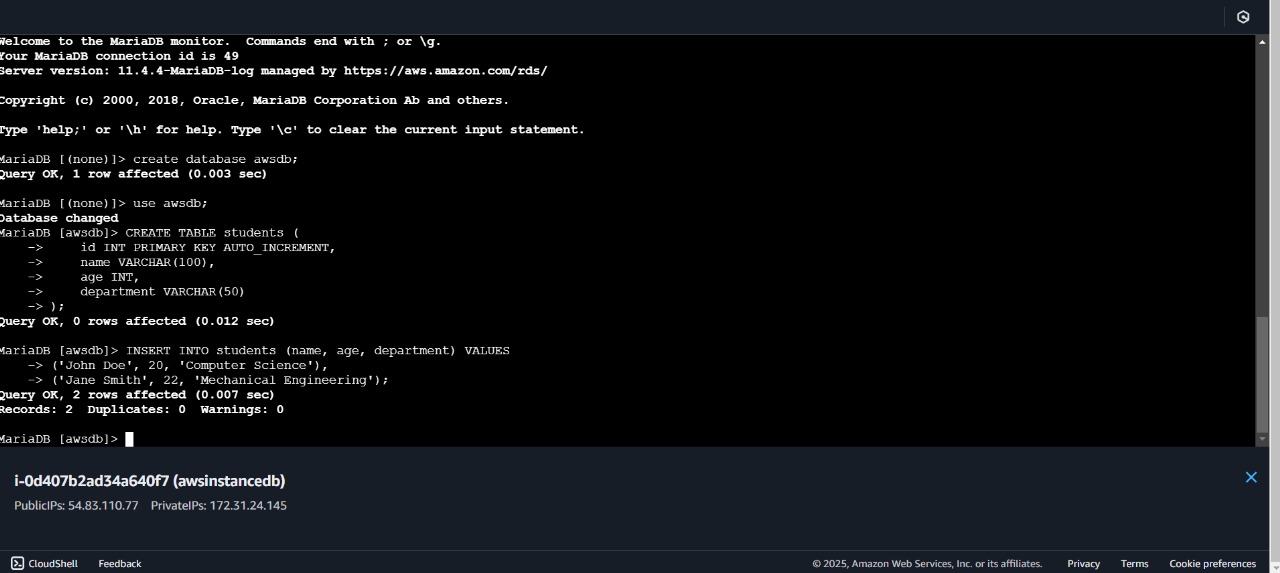 Welcome to the MariaDB monitor.  Commands end with ; or \g.
Your MariaDB connection id is 49
Server version: 11.4.4-MariaDB-log managed by https://aws.amazon.com/rds/
Copyright (c) 2000, 2018, Oracle, MariaDB Corporation Ab and others.
Type 'help;' or '\h' for help. Type '\c' to clear the current input statement.
MariaDB [(none)]> create database awsdb;
Query OK, 1 row affected (0.003 sec)
MariaDB [(none)]> use awsdb;
Database changed
MariaDB [awsdb]> CREATE TABLE students (
    ->     id INT PRIMARY KEY AUTO_INCREMENT,
    ->     name VARCHAR(100),
    ->     age INT,
    ->     department VARCHAR(50)
    -> );
Query OK, 0 rows affected (0.012 sec)
MariaDB [awsdb]> INSERT INTO students (name, age, department) VALUES
    -> ('John Doe', 20, 'Computer Science'),
    -> ('Jane Smith', 22, 'Mechanical Engineering');
Query OK, 2 rows affected (0.007 sec)
Records: 2  Duplicates: 0  Warnings: 0
MariaDB [awsdb]>
i-0d407b2ad34a640f7 (awsinstancedb)
PublicIPs: 54.83.110.77    PrivateIPs: 172.31.24.145
CloudShell    Feedback    © 2025, Amazon Web Services, Inc. or its affiliates.    Privacy    Terms    Cookie preferences